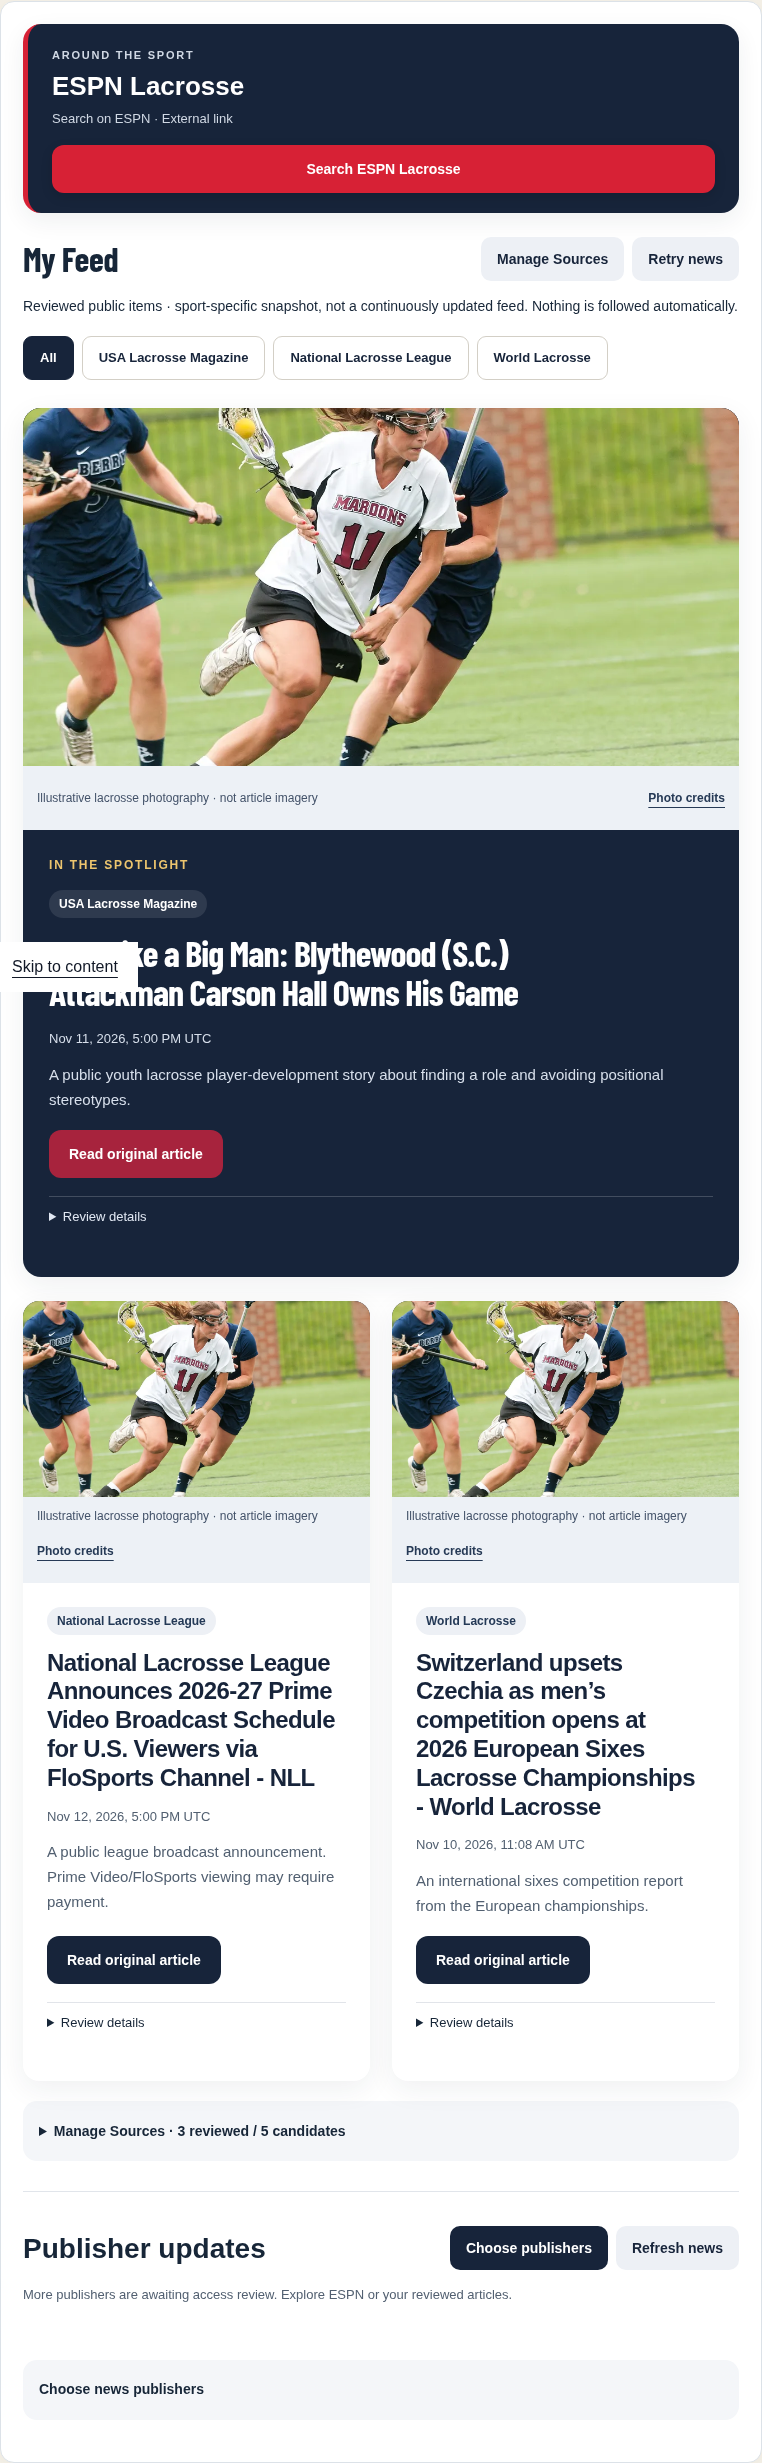 AROUND THE SPORT
ESPN Lacrosse
Search on ESPN · External link
Search ESPN Lacrosse
My Feed
Manage Sources
Retry news
Reviewed public items · sport-specific snapshot, not a continuously updated feed. Nothing is followed automatically.
All
USA Lacrosse Magazine
National Lacrosse League
World Lacrosse
BERRY
MAROONS
11
Illustrative lacrosse photography · not article imagery
Photo credits
IN THE SPOTLIGHT
USA Lacrosse Magazine
a Big Man: Blythewood (S.C.)
Skip to content
Attackman Carson Hall Owns His Game
Nov 11, 2026, 5:00 PM UTC
A public youth lacrosse player-development story about finding a role and avoiding positional
stereotypes.
Read original article
Review details
BERRY
MAROONS
11
Illustrative lacrosse photography · not article imagery
Photo credits
National Lacrosse League
National Lacrosse League
Announces 2026-27 Prime
Video Broadcast Schedule
for U.S. Viewers via
FloSports Channel - NLL
Nov 12, 2026, 5:00 PM UTC
A public league broadcast announcement.
Prime Video/FloSports viewing may require
payment.
Read original article
Review details
BERRY
MAROONS
11
Illustrative lacrosse photography · not article imagery
Photo credits
World Lacrosse
Switzerland upsets
Czechia as men’s
competition opens at
2026 European Sixes
Lacrosse Championships
- World Lacrosse
Nov 10, 2026, 11:08 AM UTC
An international sixes competition report
from the European championships.
Read original article
Review details
Manage Sources · 3 reviewed / 5 candidates
Publisher updates
Choose publishers
Refresh news
More publishers are awaiting access review. Explore ESPN or your reviewed articles.
Choose news publishers